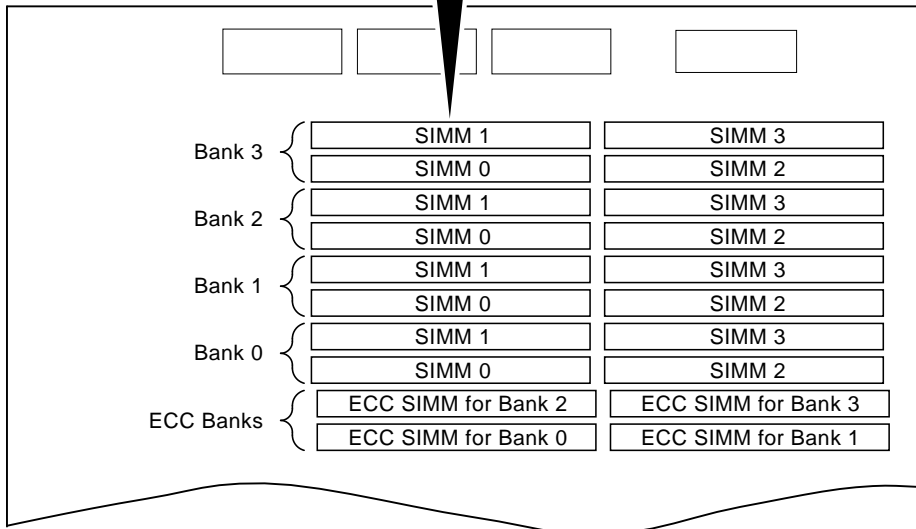 Bank 3
SIMM 1 SIMM 3
SIMM 0 SIMM 2
Bank 2
SIMM 1 SIMM 3
SIMM 0 SIMM 2
Bank 1
SIMM 1 SIMM 3
SIMM 0 SIMM 2
Bank 0
SIMM 1 SIMM 3
SIMM 0 SIMM 2
ECC Banks
ECC SIMM for Bank 2 ECC SIMM for Bank 3
ECC SIMM for Bank 0 ECC SIMM for Bank 1